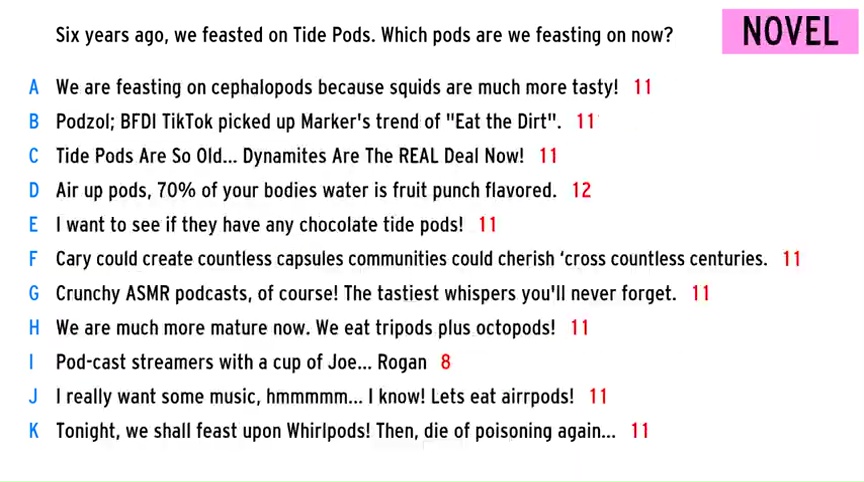 Six years ago, we feasted on Tide Pods. Which pods are we feasting on now?
NOVEL
A We are feasting on cephalopods because squids are much more tasty! 11
B Podzol; BFDI TikTok picked up Marker's trend of "Eat the Dirt". 11
C Tide Pods Are So Old... Dynamites Are The REAL Deal Now! 11
D Air up pods, 70% of your bodies water is fruit punch flavored. 12
E I want to see if they have any chocolate tide pods! 11
F Cary could create countless capsules communities could cherish ‘cross countless centuries. 11
G Crunchy ASMR podcasts, of course! The tastiest whispers you'll never forget. 11
H We are much more mature now. We eat tripods plus octopods! 11
I Pod-cast streamers with a cup of Joe... Rogan 8
J I really want some music, hmmmmm... I know! Lets eat airrpods! 11
K Tonight, we shall feast upon Whirlpods! Then, die of poisoning again... 11